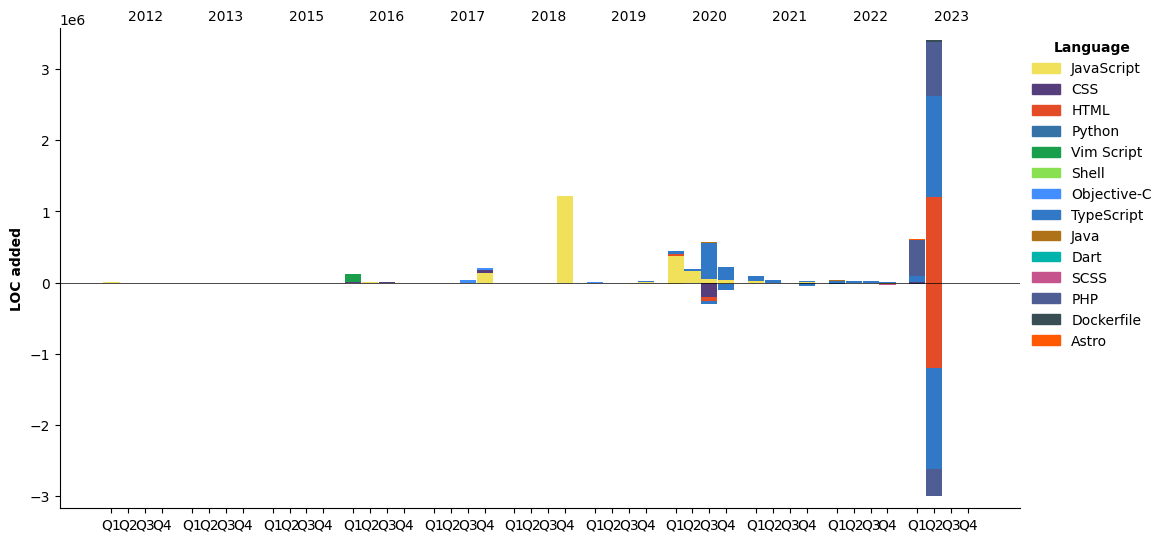 1e6
2012 2013 2015 2016 2017 2018 2019 2020 2021 2022 2023
LOC added
3
2
1
0
−1
−2
−3
Q1Q2Q3Q4 Q1Q2Q3Q4 Q1Q2Q3Q4 Q1Q2Q3Q4 Q1Q2Q3Q4 Q1Q2Q3Q4 Q1Q2Q3Q4 Q1Q2Q3Q4 Q1Q2Q3Q4 Q1Q2Q3Q4 Q1Q2Q3Q4
Language
JavaScript
CSS
HTML
Python
Vim Script
Shell
Objective-C
TypeScript
Java
Dart
SCSS
PHP
Dockerfile
Astro